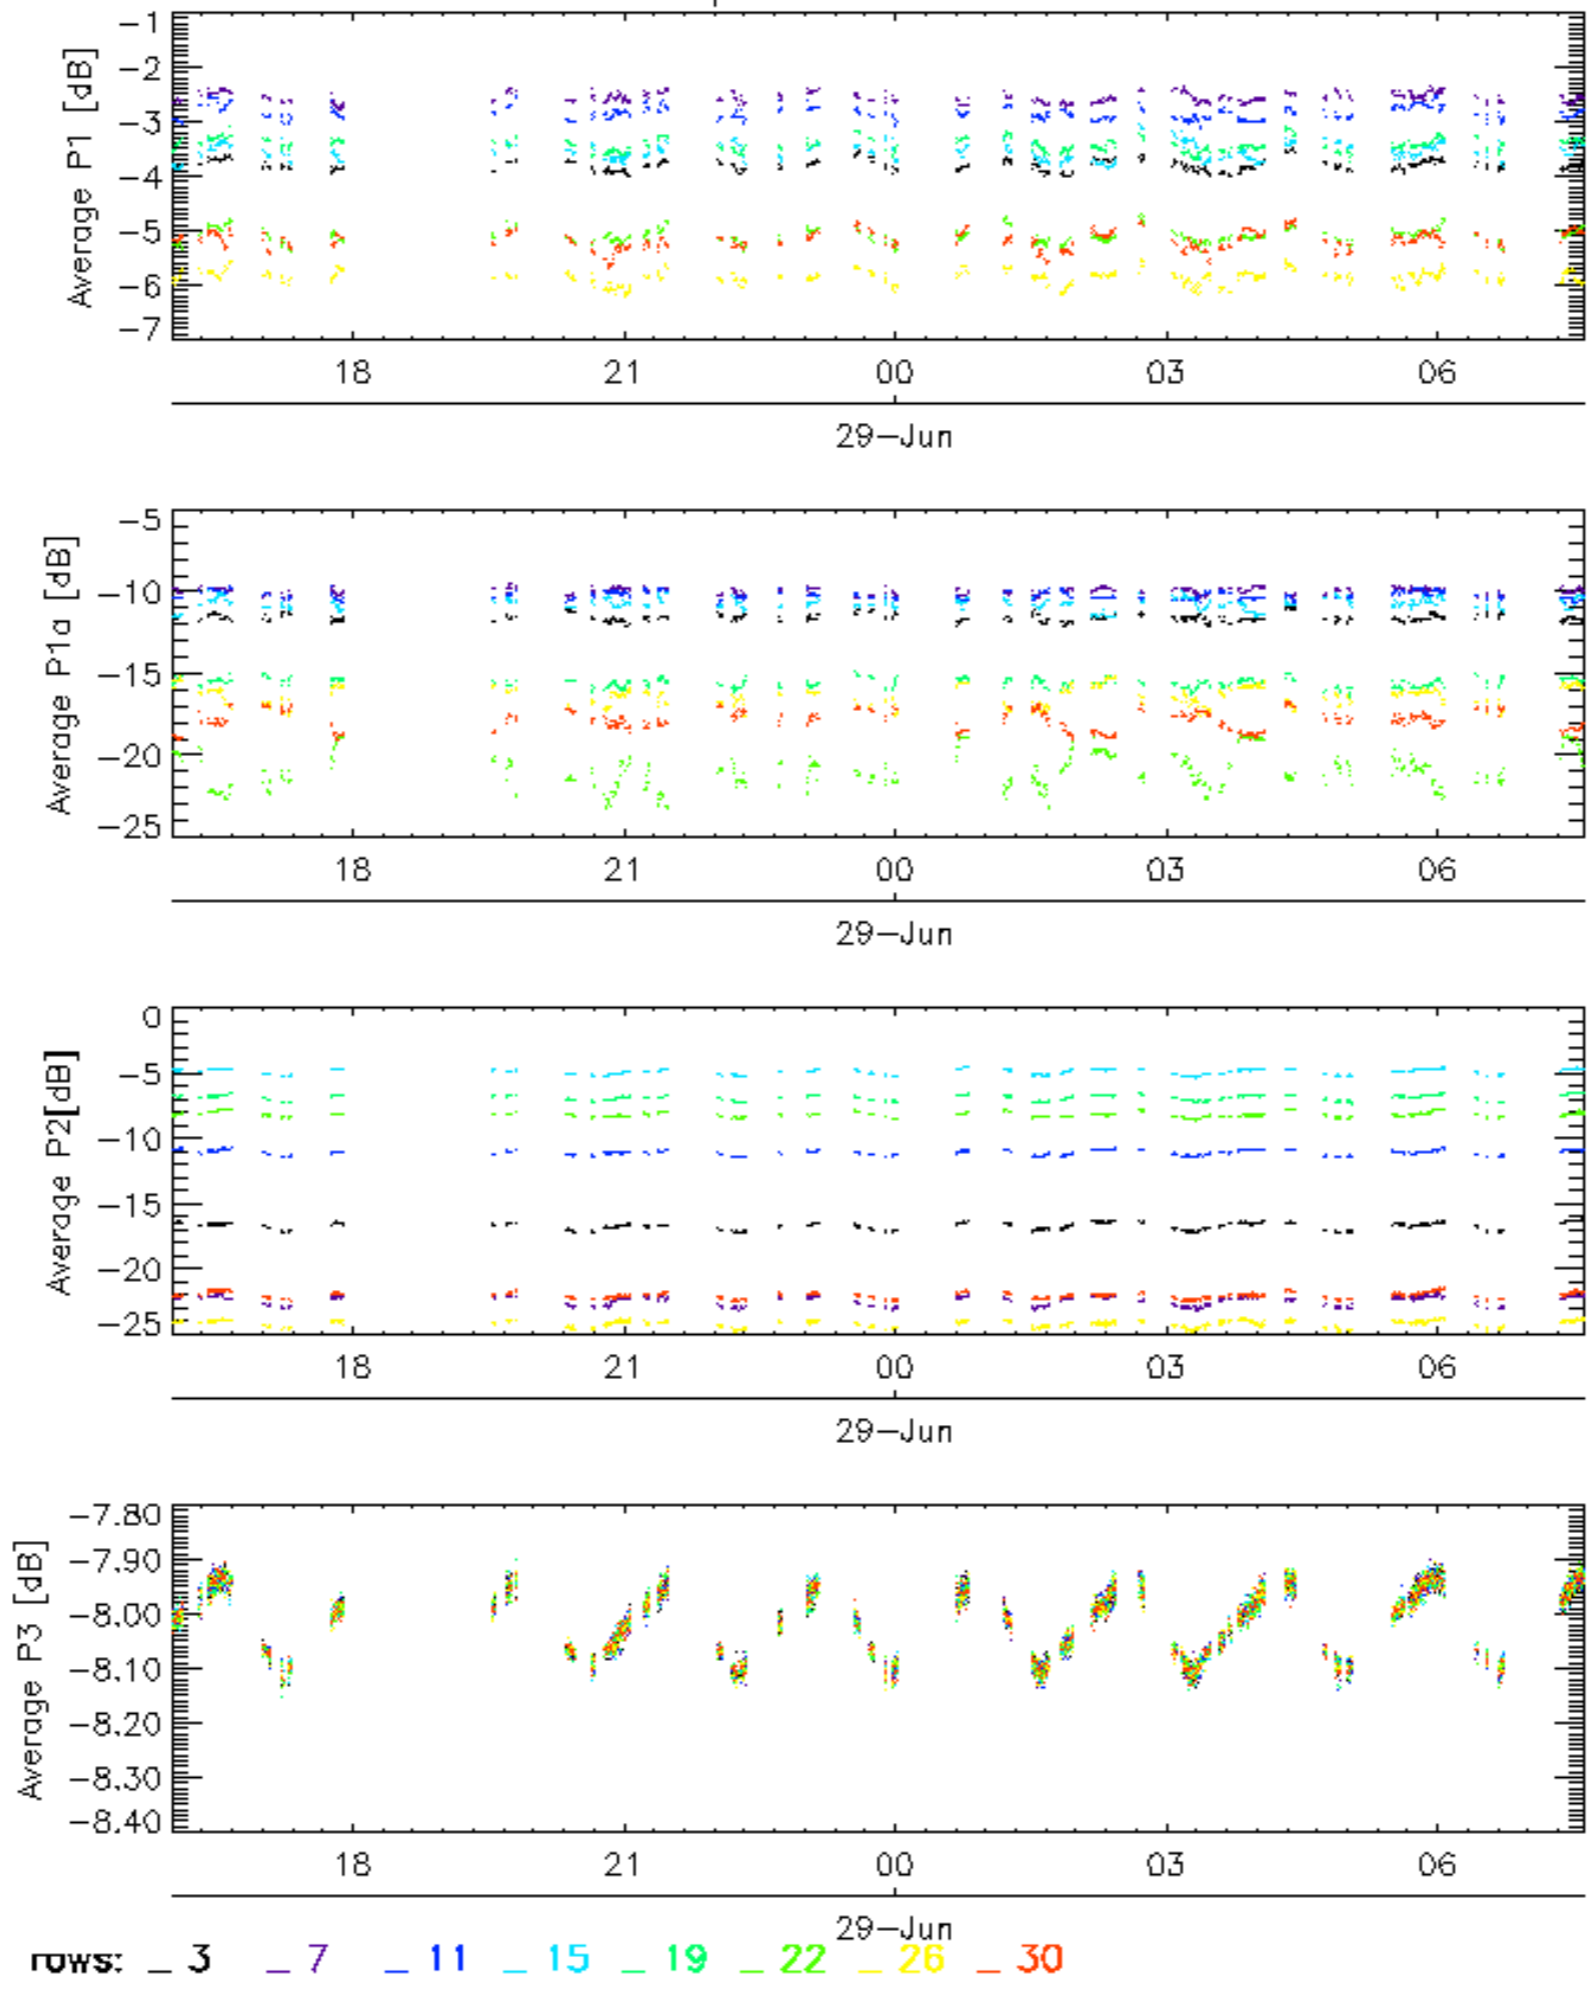 Average P1 [dB]
-1
-2
-3
-4
-5
-6
-7
18 21 00 03 06
29-Jun
Average P1a [dB]
-5
-10
-15
-20
-25
18 21 00 03 06
29-Jun
Average P2[dB]
0
-5
-10
-15
-20
-25
18 21 00 03 06
29-Jun
Average P3 [dB]
-7.80
-7.90
-8.00
-8.10
-8.20
-8.30
-8.40
18 21 00 03 06
29-Jun
rows: _ 3 _ 7 _ 11 _ 15 _ 19 _ 22 _ 26 _ 30